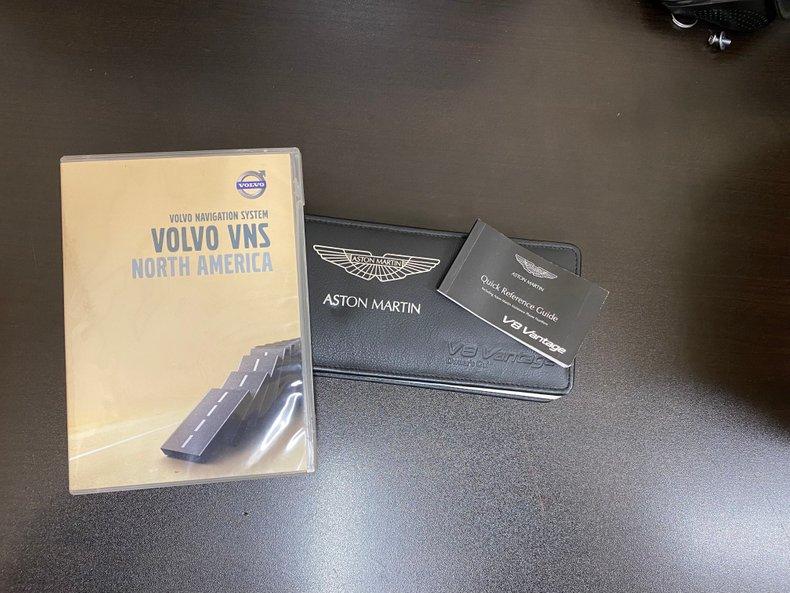 VOLVO
VOLVO NAVIGATION SYSTEM
VOLVO VNS
NORTH AMERICA
ASTON MARTIN
ASTON MARTIN
V8 Vantage
Owner's
ASTON MARTIN
Quick Reference Guide
V8 Vantage